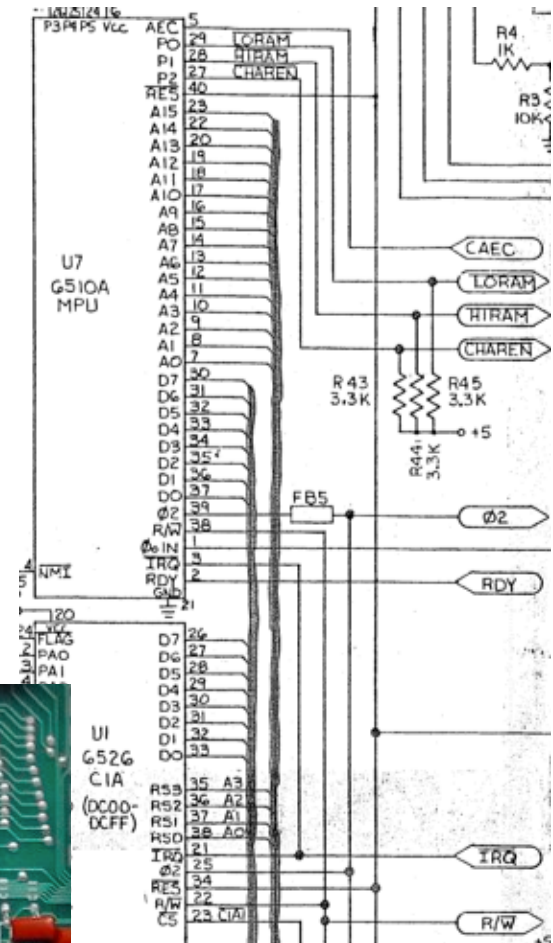 P3P4P5 VCC
AEC 5
P0 29 LORAM
P1 28 HIRAM
P2 27 CHAREN
RES 40
A15 23
A14 22
A13 20
A12 19
A11 18
A10 17
A9 16
A8 15
A7 14
A6 13
A5 12
A4 11
A3 10
A2 9
A1 8
A0 7
D7 30
D6 31
D5 32
D4 33
D3 34
D2 35
D1 36
D0 37
Ø2 39
R/W 38
Ø0 IN 1
IRQ 3
RDY 2
GND 21
4 NMI
U7
6510A
MPU
R4
1K
R3
10K
CAEC
LORAM
HIRAM
CHAREN
R43
3.3K
R44
3.3K
R45
3.3K
+5
FB5
Ø2
RDY
20
VCC
24 FLAG
2 PA0
3 PA1
D7 26
D6 27
D5 28
D4 29
D3 30
D2 31
D1 32
D0 33
U1
6526
CIA
(DC00-
DCFF)
RS3 35 A3
RS2 36 A2
RS1 37 A1
RS0 38 A0
IRQ 21
Ø2 25
RES 34
R/W 22
CS 23 CIA
IRQ
R/W